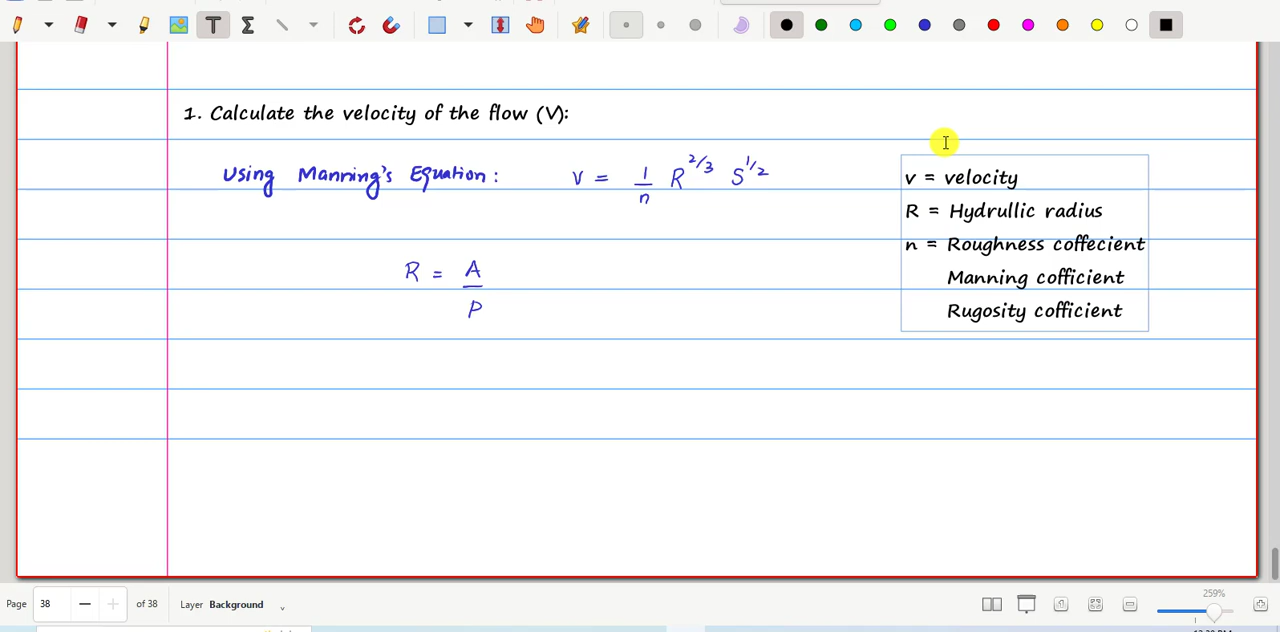 1. Calculate the velocity of the flow (V):
Using Manning's Equation: V = 1/n R^2/3 S^1/2
R = A/P
v = velocity
R = Hydrullic radius
n = Roughness coffecient
Manning cofficient
Rugosity cofficient
Page 38 of 38 Layer Background
259%